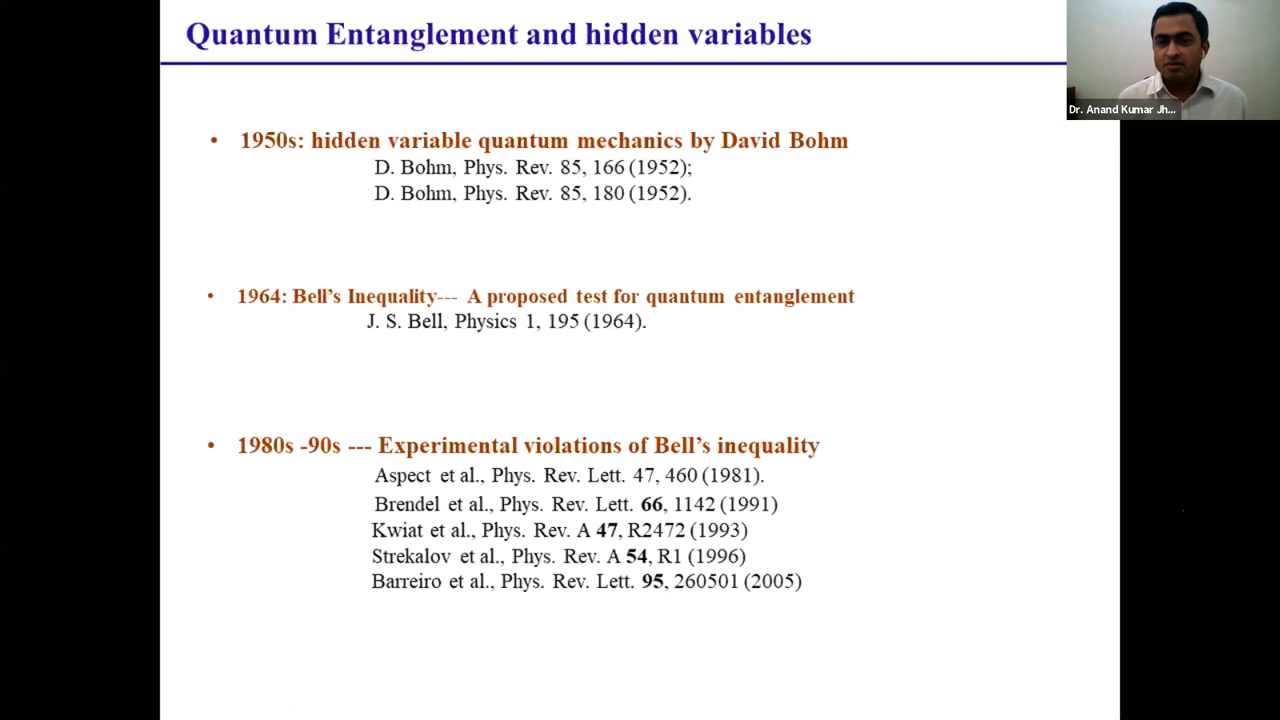 Quantum Entanglement and hidden variables
Dr. Anand Kumar Jh...
• 1950s: hidden variable quantum mechanics by David Bohm
D. Bohm, Phys. Rev. 85, 166 (1952);
D. Bohm, Phys. Rev. 85, 180 (1952).
• 1964: Bell’s Inequality--- A proposed test for quantum entanglement
J. S. Bell, Physics 1, 195 (1964).
• 1980s -90s --- Experimental violations of Bell’s inequality
Aspect et al., Phys. Rev. Lett. 47, 460 (1981).
Brendel et al., Phys. Rev. Lett. 66, 1142 (1991)
Kwiat et al., Phys. Rev. A 47, R2472 (1993)
Strekalov et al., Phys. Rev. A 54, R1 (1996)
Barreiro et al., Phys. Rev. Lett. 95, 260501 (2005)